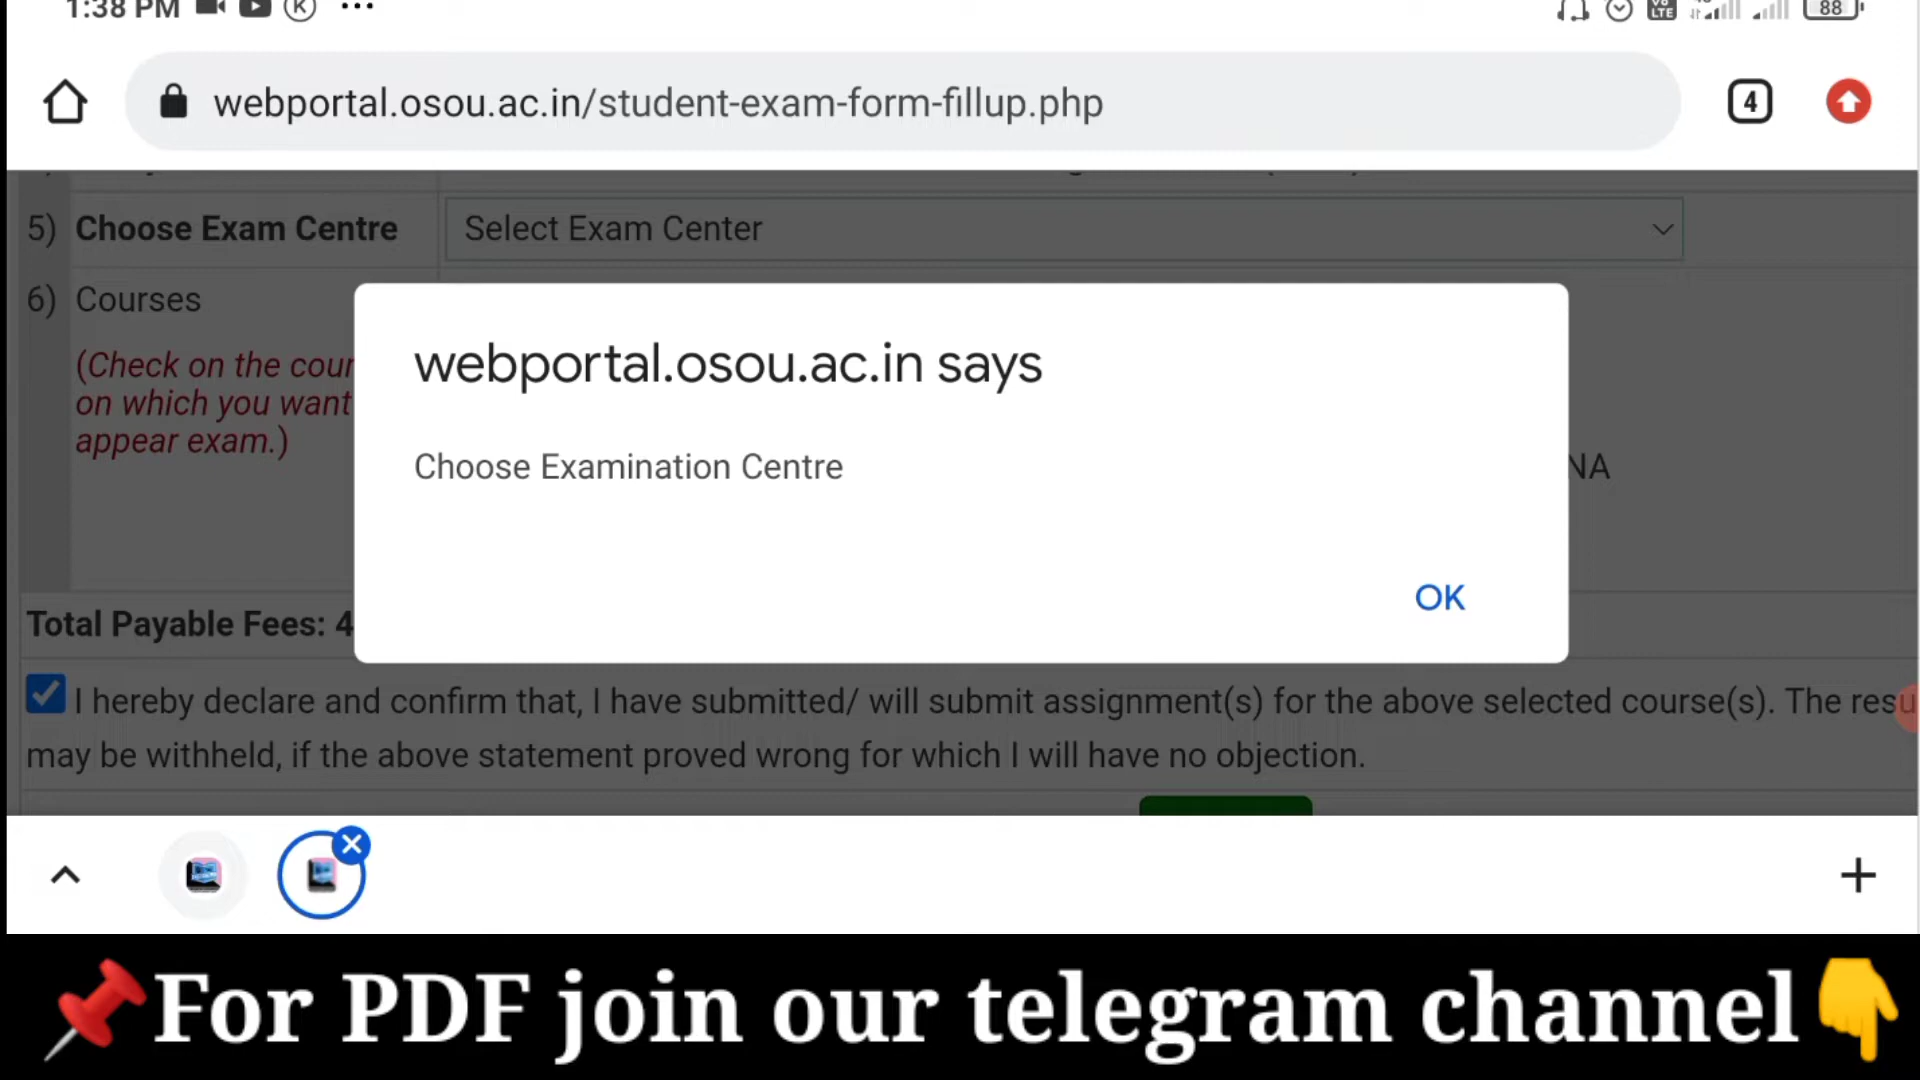 1:38 PM
88
webportal.osou.ac.in/student-exam-form-fillup.php
4
5) Choose Exam Centre
Select Exam Center
6) Courses
(Check on the cour
on which you want
appear exam.)
webportal.osou.ac.in says
Choose Examination Centre
NA
OK
Total Payable Fees: 4
I hereby declare and confirm that, I have submitted/ will submit assignment(s) for the above selected course(s). The resu
may be withheld, if the above statement proved wrong for which I will have no objection.
📌For PDF join our telegram channel👇